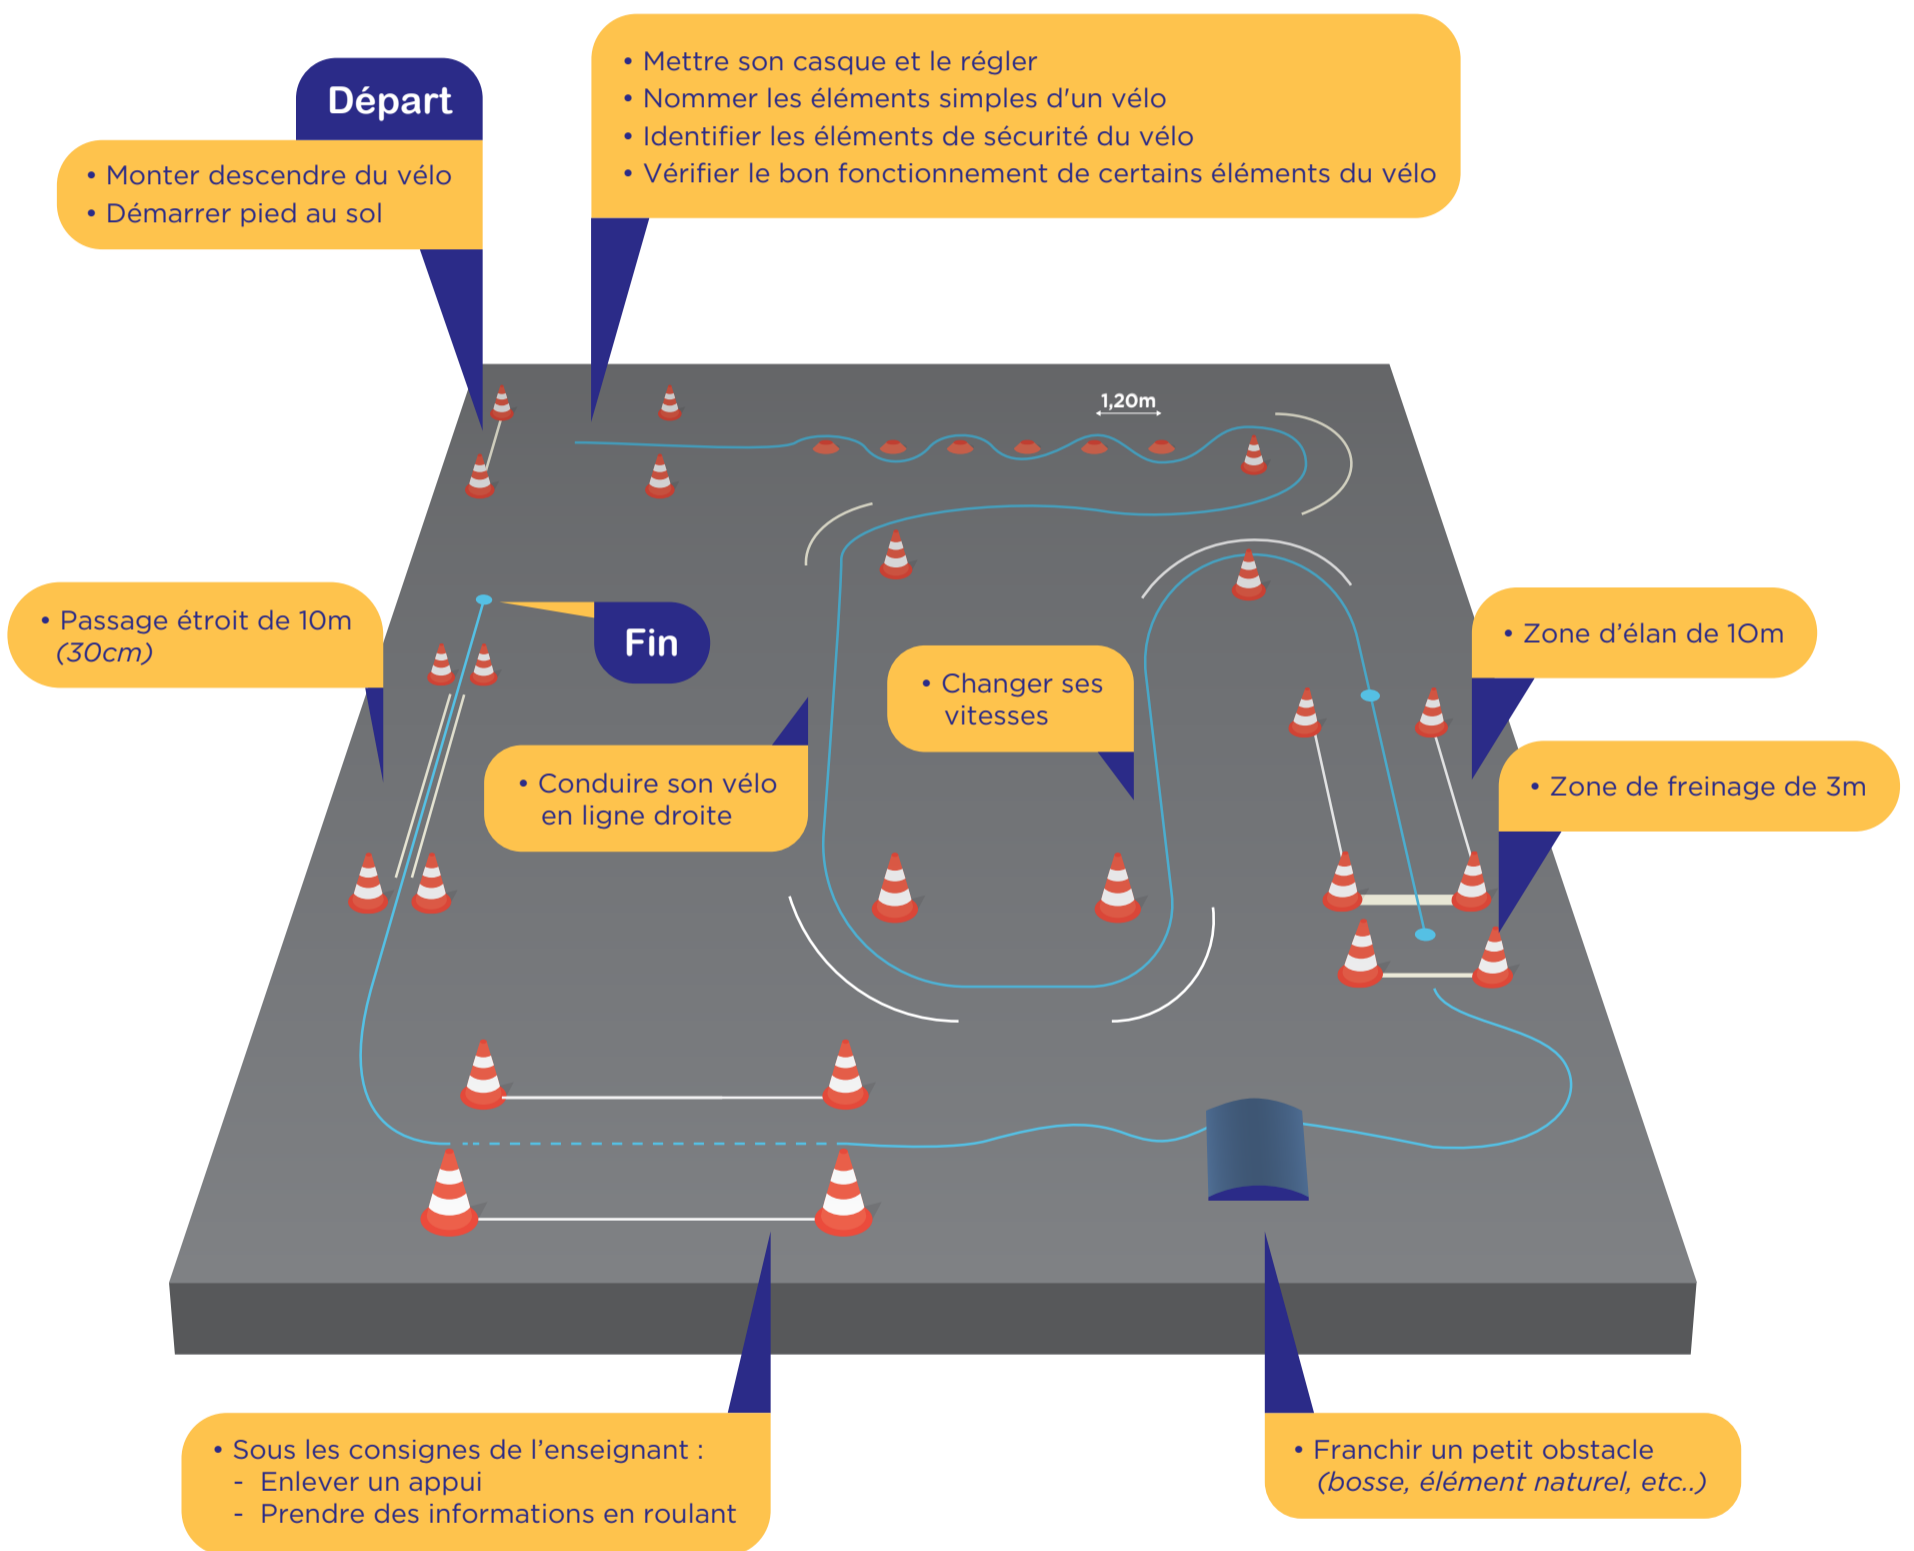 Départ
• Monter descendre du vélo
• Démarrer pied au sol
• Mettre son casque et le régler
• Nommer les éléments simples d'un vélo
• Identifier les éléments de sécurité du vélo
• Vérifier le bon fonctionnement de certains éléments du vélo
1,20m
• Passage étroit de 10m
(30cm)
Fin
• Conduire son vélo
en ligne droite
• Changer ses
vitesses
• Zone d’élan de 10m
• Zone de freinage de 3m
• Sous les consignes de l’enseignant :
- Enlever un appui
- Prendre des informations en roulant
• Franchir un petit obstacle
(bosse, élément naturel, etc..)